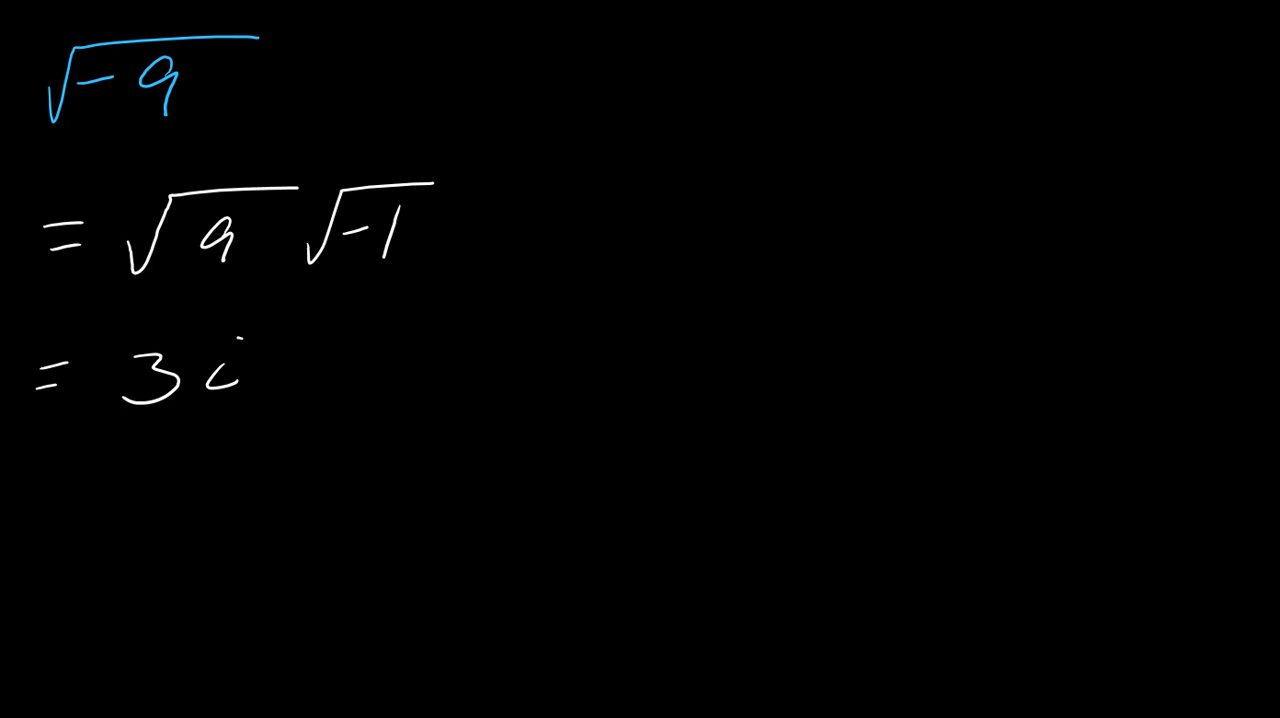 √-9
= √9 √-1
= 3i